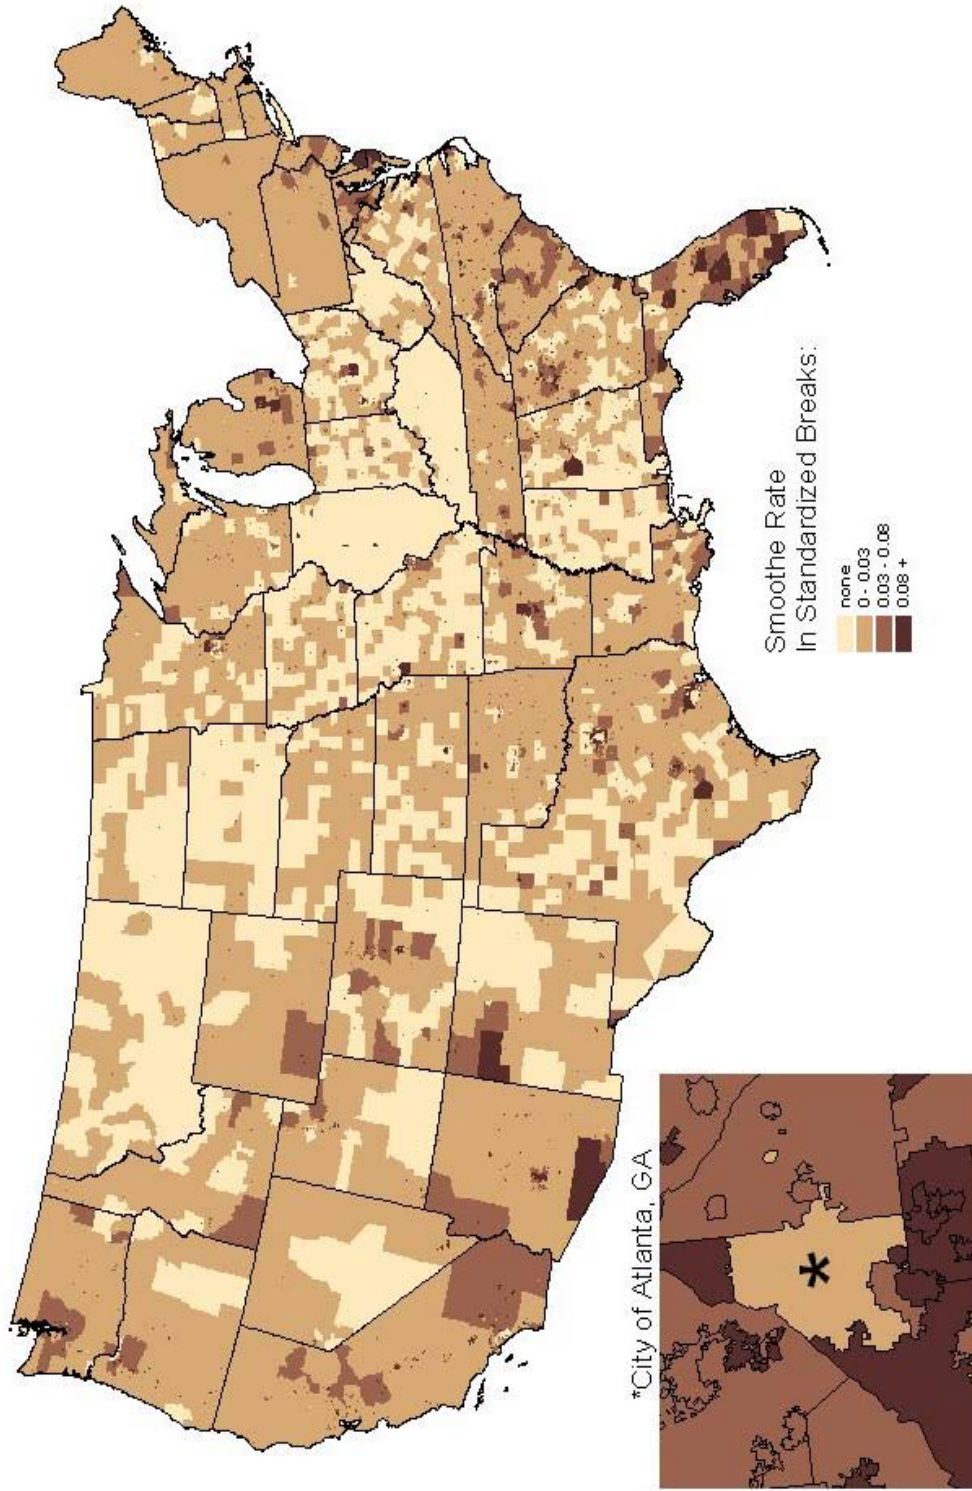 Smoothe Rate
In Standardized Breaks:
none
0 - 0.03
0.03 - 0.08
0.08 +
*City of Atlanta, GA
*